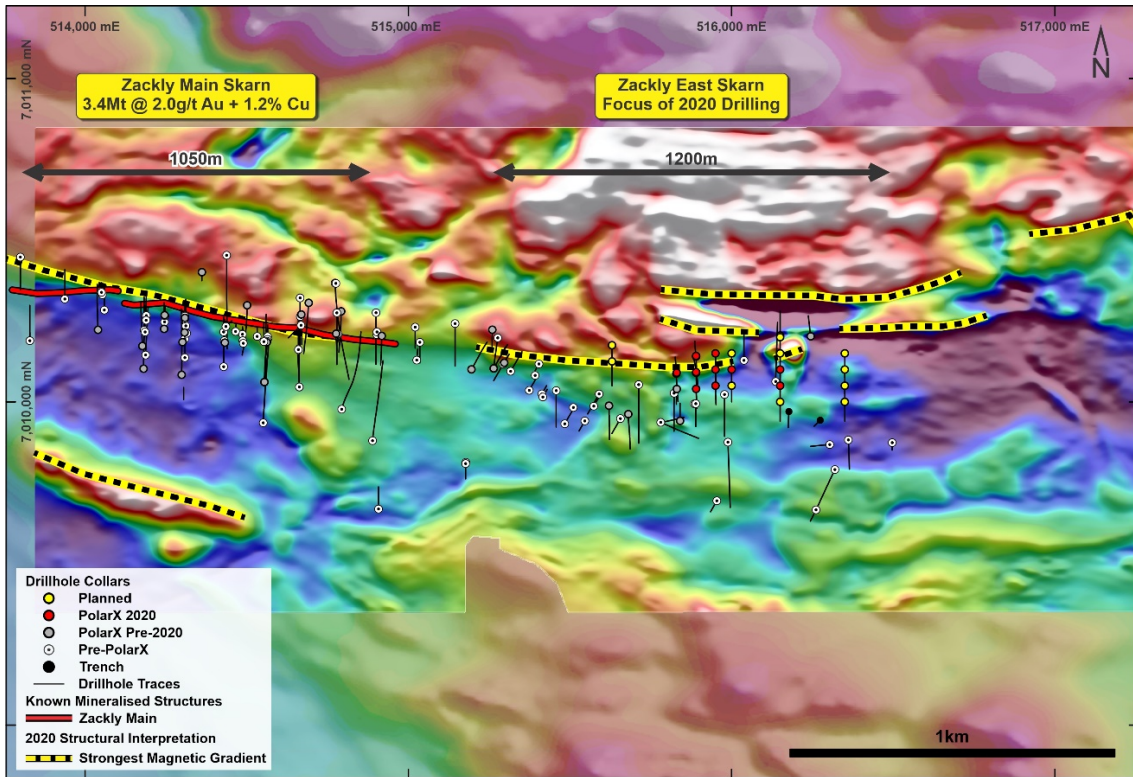 514,000 mE
515,000 mE
516,000 mE
517,000 mE
N
7,011,000 mN
Zackly Main Skarn
3.4Mt @ 2.0g/t Au + 1.2% Cu
Zackly East Skarn
Focus of 2020 Drilling
1050m
1200m
7,010,000 mN
Drillhole Collars
Planned
PolarX 2020
PolarX Pre-2020
Pre-PolarX
Trench
Drillhole Traces
Known Mineralised Structures
Zackly Main
2020 Structural Interpretation
Strongest Magnetic Gradient
1km